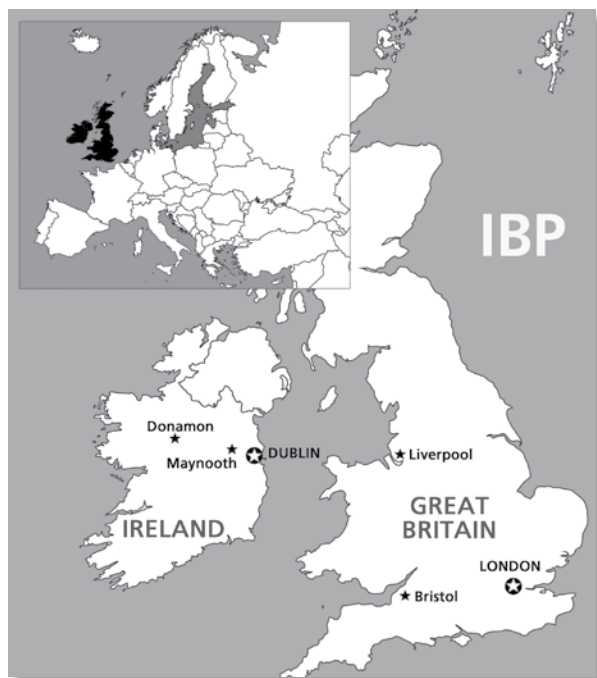 IBP
Donamon
Maynooth
DUBLIN
Liverpool
IRELAND
GREAT
BRITAIN
LONDON
Bristol